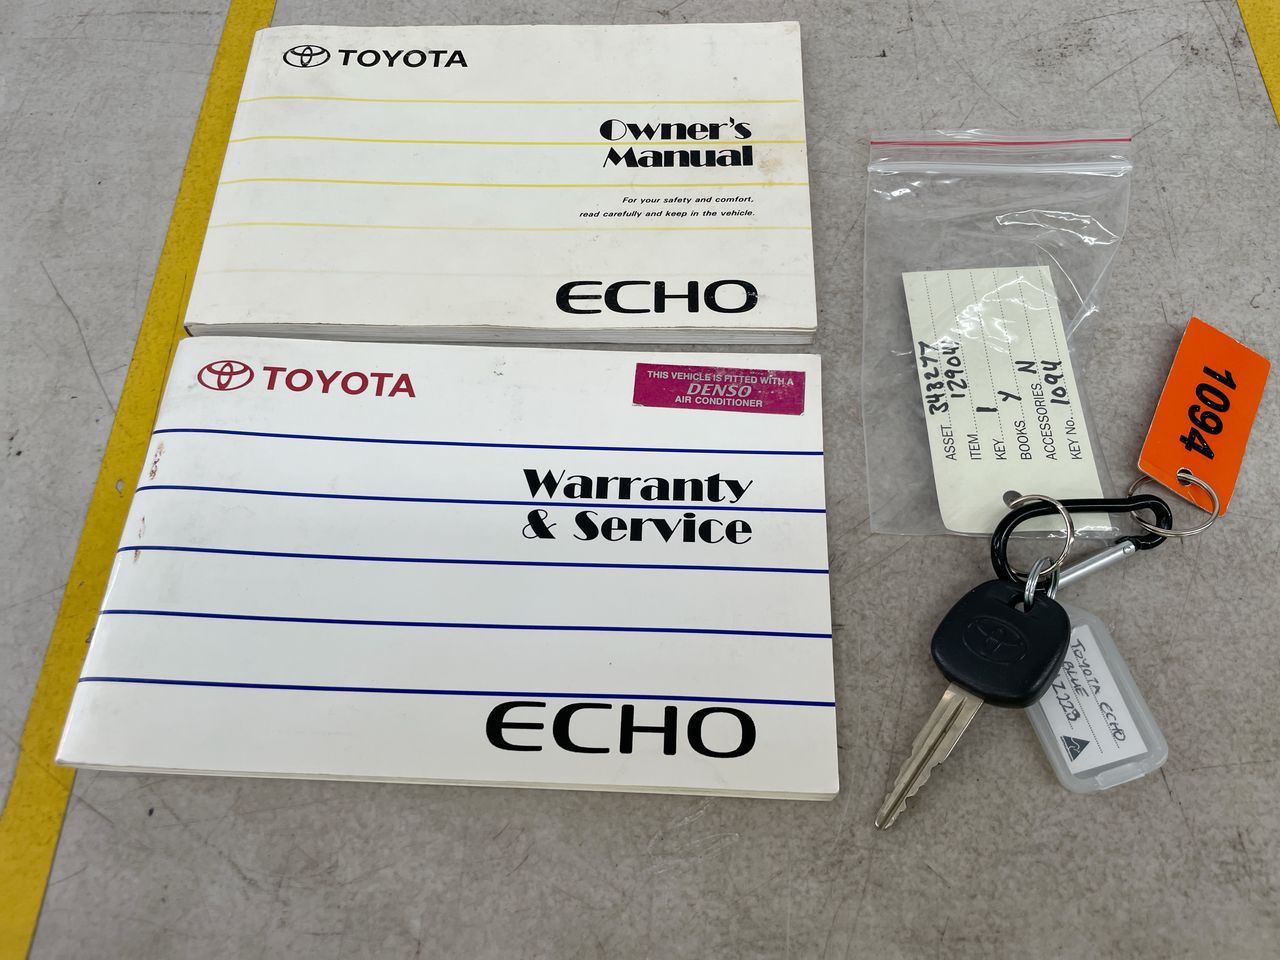 TOYOTA
Owner's
Manual
For your safety and comfort,
read carefully and keep in the vehicle.
ECHO
TOYOTA
THIS VEHICLE IS FITTED WITH A
DENSO
AIR CONDITIONER
Warranty
& Service
ECHO
ASSET 348277
12904
ITEM 1
KEY Y
BOOKS N
ACCESSORIES
KEY No. 1094
1094
TOYOTA ECHO
BLUE